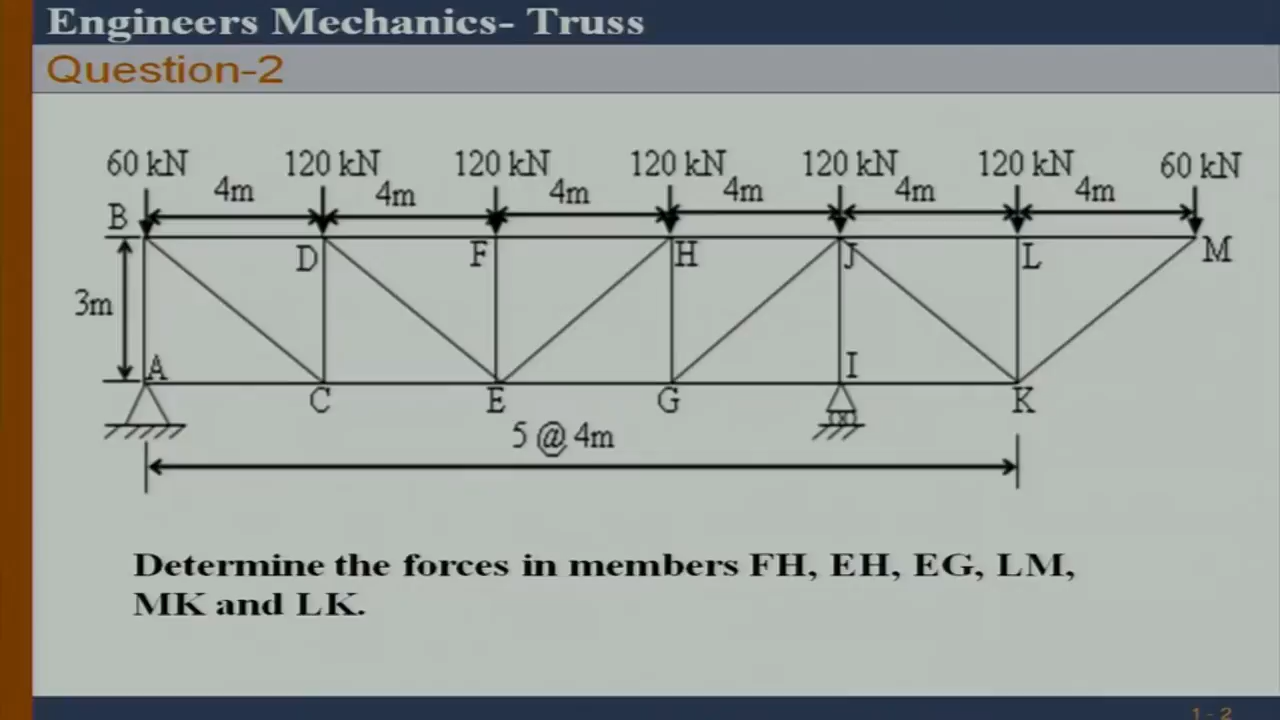 Engineers Mechanics- Truss
Question-2
60 kN 120 kN 120 kN 120 kN 120 kN 120 kN 60 kN
4m 4m 4m 4m 4m 4m
B
D F H J L M
3m
A I
C E G K
5 @ 4m
Determine the forces in members FH, EH, EG, LM,
MK and LK.
1 - 2